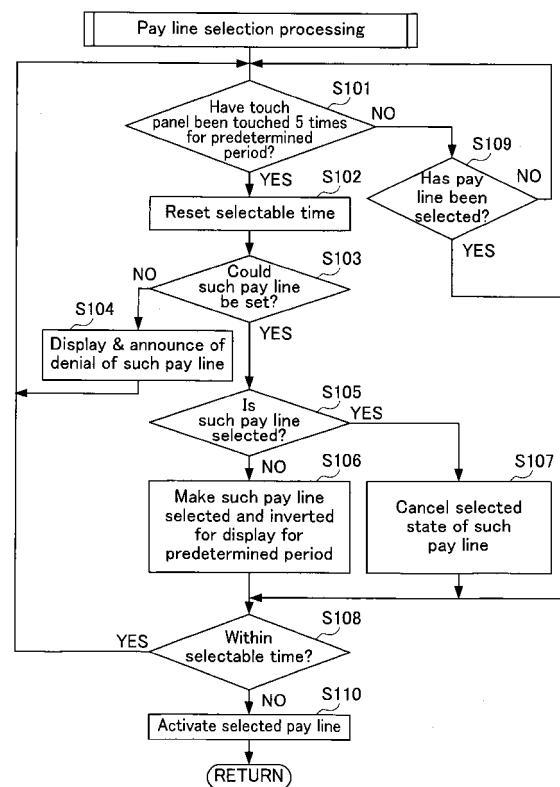 Pay line selection processing
S101
Have touch
panel been touched 5 times
for predetermined
period?
NO
YES
S109
Has pay
line been
selected?
NO
YES
S102
Reset selectable time
S103
Could
such pay line
be set?
NO
YES
S104
Display & announce of
denial of such pay line
S105
Is
such pay line
selected?
YES
NO
S106
Make such pay line
selected and inverted
for display for
predetermined period
S107
Cancel selected
state of such
pay line
S108
Within
selectable time?
YES
NO
S110
Activate selected pay line
RETURN